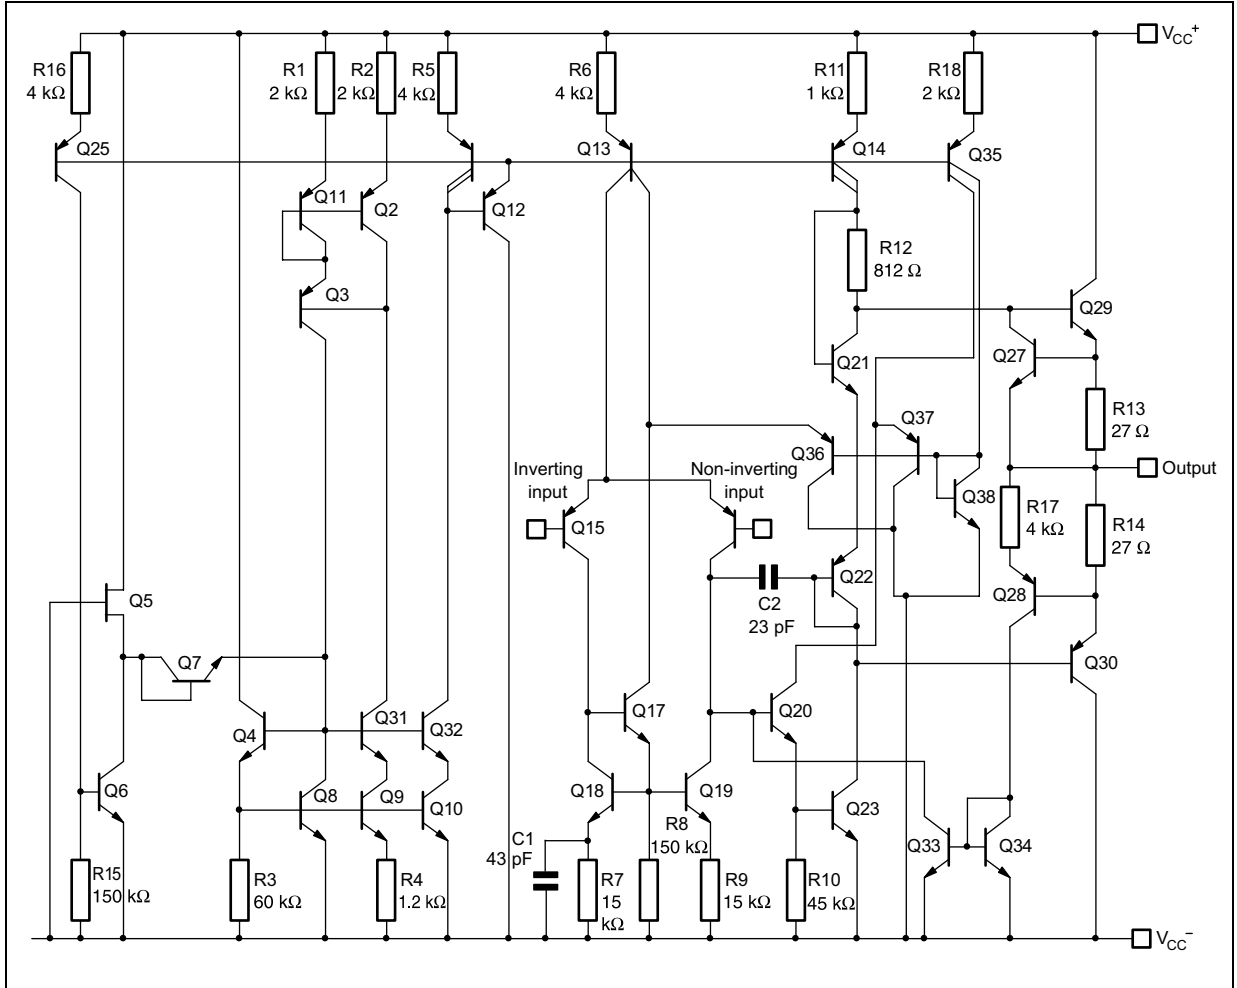 VCC+
R16
4 kΩ
R1
2 kΩ
R2
2 kΩ
R5
4 kΩ
R6
4 kΩ
R11
1 kΩ
R18
2 kΩ
Q25
Q13
Q14
Q35
Q11
Q2
Q12
R12
812 Ω
Q3
Q29
Q21
Q27
R13
27 Ω
Q37
Q36
Inverting
input
Non-inverting
input
Output
Q15
Q38
R17
4 kΩ
R14
27 Ω
Q5
Q22
C2
23 pF
Q28
Q7
Q30
Q4
Q31
Q32
Q17
Q20
Q6
Q8
Q9
Q10
Q18
Q19
Q23
R8
150 kΩ
C1
43 pF
Q33
Q34
R15
150 kΩ
R3
60 kΩ
R4
1.2 kΩ
R7
15
kΩ
R9
15 kΩ
R10
45 kΩ
VCC−